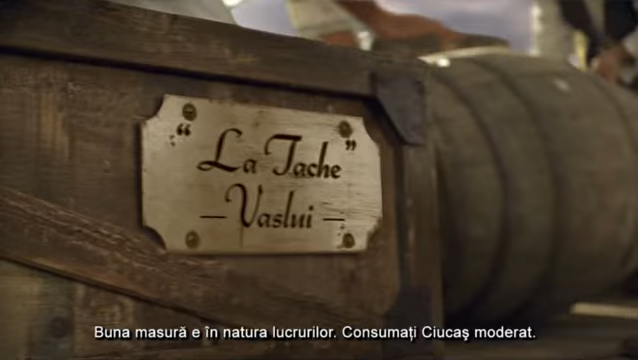 "La Tache"
— Vaslui —
Buna masură e în natura lucrurilor. Consumați Ciucaş moderat.